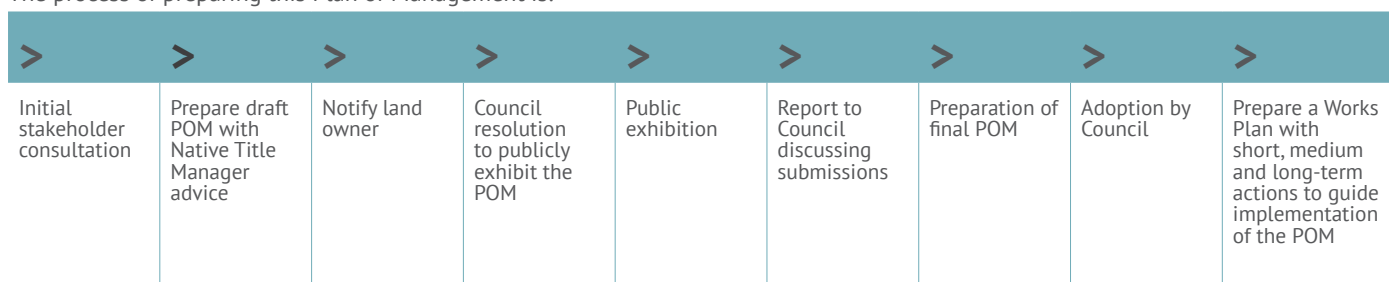 The process of preparing this Plan of Management is:
> > > > > > > > >
Initial
stakeholder
consultation
Prepare draft
POM with
Native Title
Manager
advice
Notify land
owner
Council
resolution
to publicly
exhibit the
POM
Public
exhibition
Report to
Council
discussing
submissions
Preparation of
final POM
Adoption by
Council
Prepare a Works
Plan with
short, medium
and long-term
actions to guide
implementation
of the POM